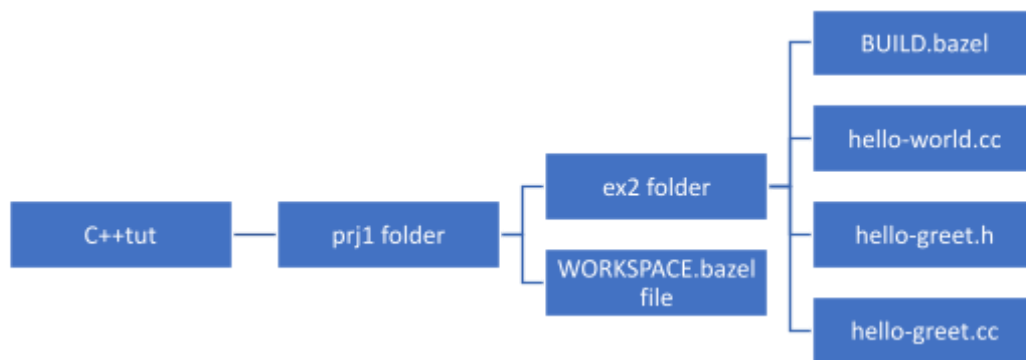 C++tut
prj1 folder
ex2 folder
WORKSPACE.bazel
file
BUILD.bazel
hello-world.cc
hello-greet.h
hello-greet.cc